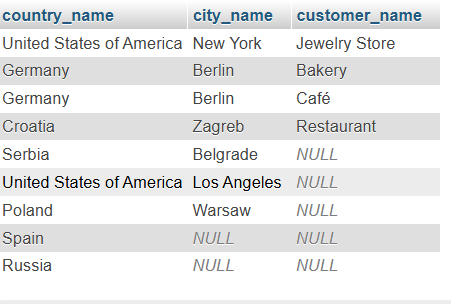 country_name city_name customer_name
United States of America New York Jewelry Store
Germany Berlin Bakery
Germany Berlin Café
Croatia Zagreb Restaurant
Serbia Belgrade NULL
United States of America Los Angeles NULL
Poland Warsaw NULL
Spain NULL NULL
Russia NULL NULL